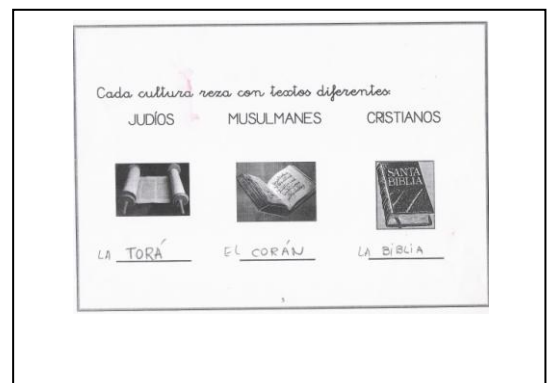 Cada cultura reza con textos diferentes:
JUDÍOS MUSULMANES CRISTIANOS
SANTA
BIBLIA
LA TORÁ EL CORÁN LA BIBLIA